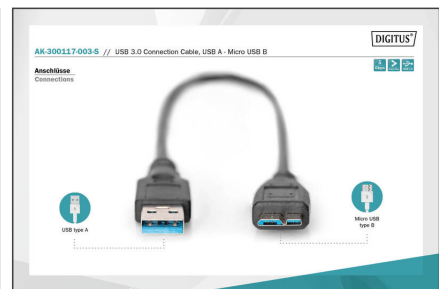 DIGITUS®
AK-300117-003-S // USB 3.0 Connection Cable, USB A - Micro USB B
Anschlüsse
Connections
USB type A
Micro USB
type B